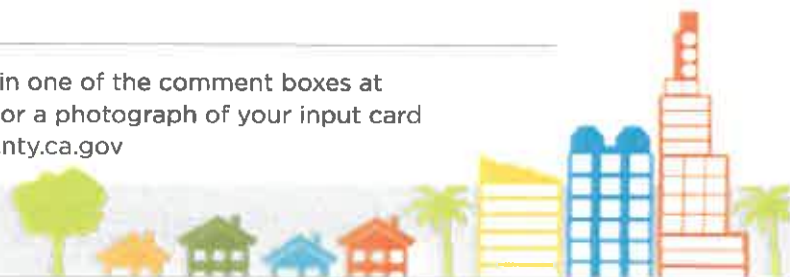 in one of the comment boxes at
or a photograph of your input card
nty.ca.gov